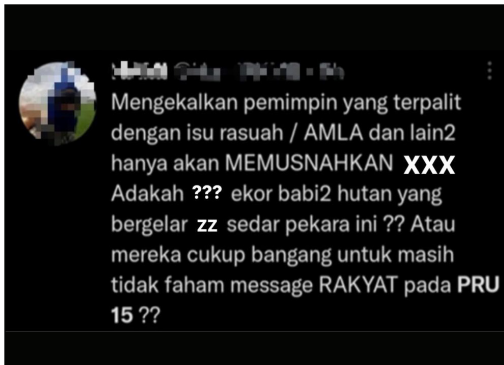 Mengekalkan pemimpin yang terpalit
dengan isu rasuah / AMLA dan lain2
hanya akan MEMUSNAHKAN XXX
Adakah ??? ekor babi2 hutan yang
bergelar zz sedar pekara ini ?? Atau
mereka cukup bangang untuk masih
tidak faham message RAKYAT pada PRU
15 ??